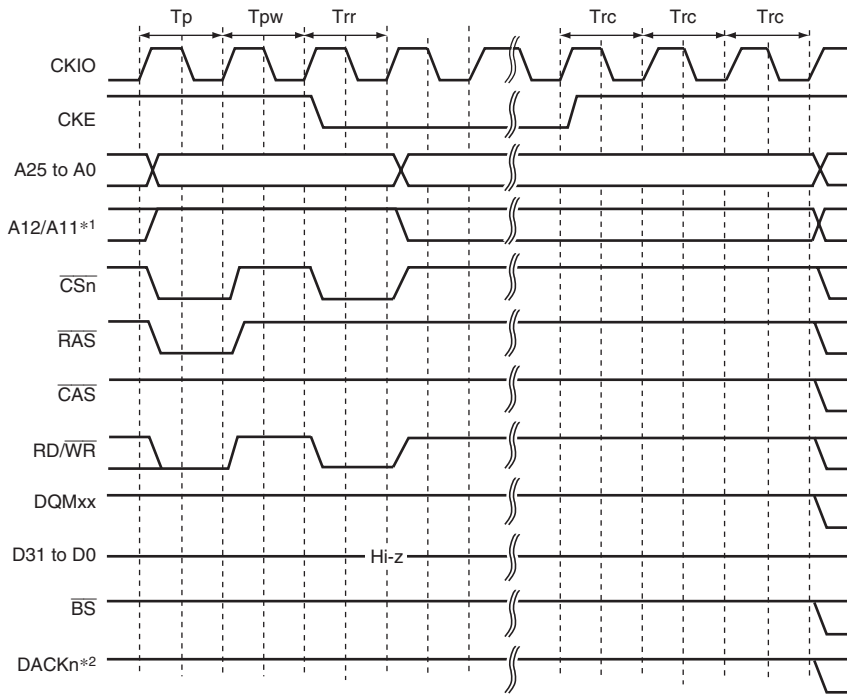 Tp Tpw Trr Trc Trc Trc
CKIO
CKE
A25 to A0
A12/A11*1
CSn
RAS
CAS
RD/WR
DQMxx
D31 to D0 Hi-z
BS
DACKn*2